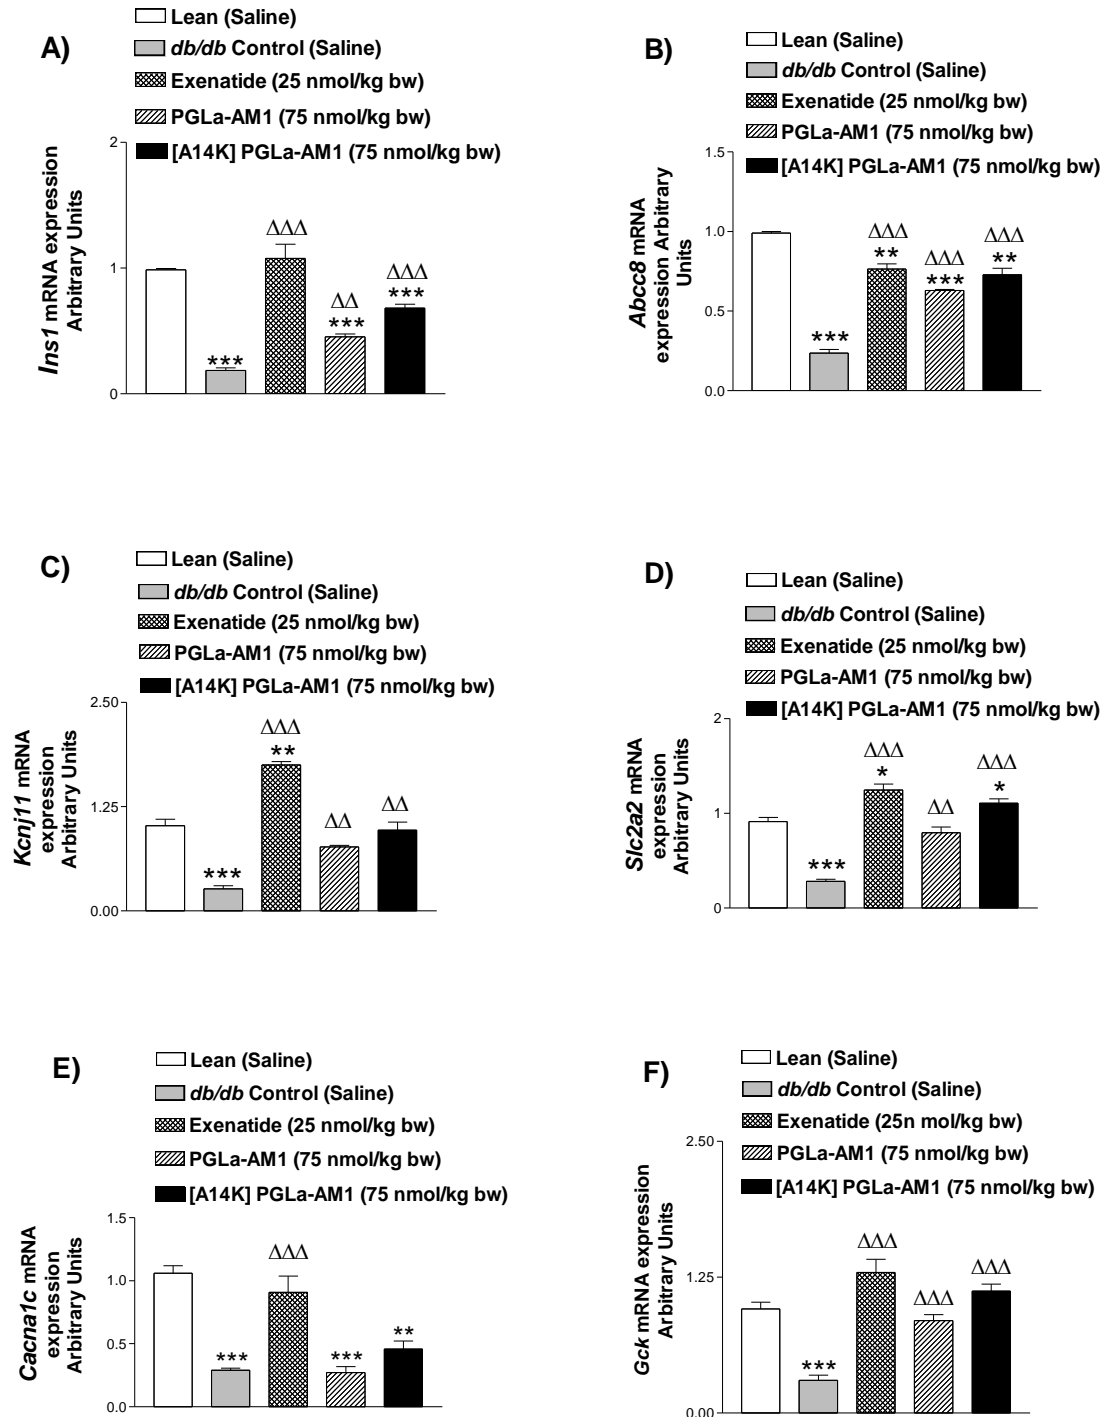 A)
Lean (Saline)
db/db Control (Saline)
Exenatide (25 nmol/kg bw)
PGLa-AM1 (75 nmol/kg bw)
[A14K] PGLa-AM1 (75 nmol/kg bw)
Ins1 mRNA expression
Arbitrary Units
2
1
0
***
ΔΔΔ
ΔΔ
***
ΔΔΔ
***
B)
Lean (Saline)
db/db Control (Saline)
Exenatide (25 nmol/kg bw)
PGLa-AM1 (75 nmol/kg bw)
[A14K] PGLa-AM1 (75 nmol/kg bw)
Abcc8 mRNA
expression Arbitrary
Units
1.5
1.0
0.5
0.0
***
ΔΔΔ
**
ΔΔΔ
***
ΔΔΔ
**
C)
Lean (Saline)
db/db Control (Saline)
Exenatide (25 nmol/kg bw)
PGLa-AM1 (75 nmol/kg bw)
[A14K] PGLa-AM1 (75 nmol/kg bw)
Kcnj11 mRNA
expression
Arbitrary Units
2.50
1.25
0.00
***
ΔΔΔ
**
ΔΔ
ΔΔ
D)
Lean (Saline)
db/db Control (Saline)
Exenatide (25 nmol/kg bw)
PGLa-AM1 (75 nmol/kg bw)
[A14K] PGLa-AM1 (75 nmol/kg bw)
Slc2a2 mRNA
expression
Arbitrary Units
2
1
0
***
ΔΔΔ
*
ΔΔ
ΔΔΔ
*
E)
Lean (Saline)
db/db Control (Saline)
Exenatide (25 nmol/kg bw)
PGLa-AM1 (75 nmol/kg bw)
[A14K] PGLa-AM1 (75 nmol/kg bw)
Cacna1c mRNA
expression
Arbitrary Units
1.5
1.0
0.5
0.0
***
ΔΔΔ
***
**
F)
Lean (Saline)
db/db Control (Saline)
Exenatide (25n mol/kg bw)
PGLa-AM1 (75 nmol/kg bw)
[A14K] PGLa-AM1 (75 nmol/kg bw)
Gck mRNA expression
Arbitrary Units
2.50
1.25
0.00
***
ΔΔΔ
ΔΔΔ
ΔΔΔ